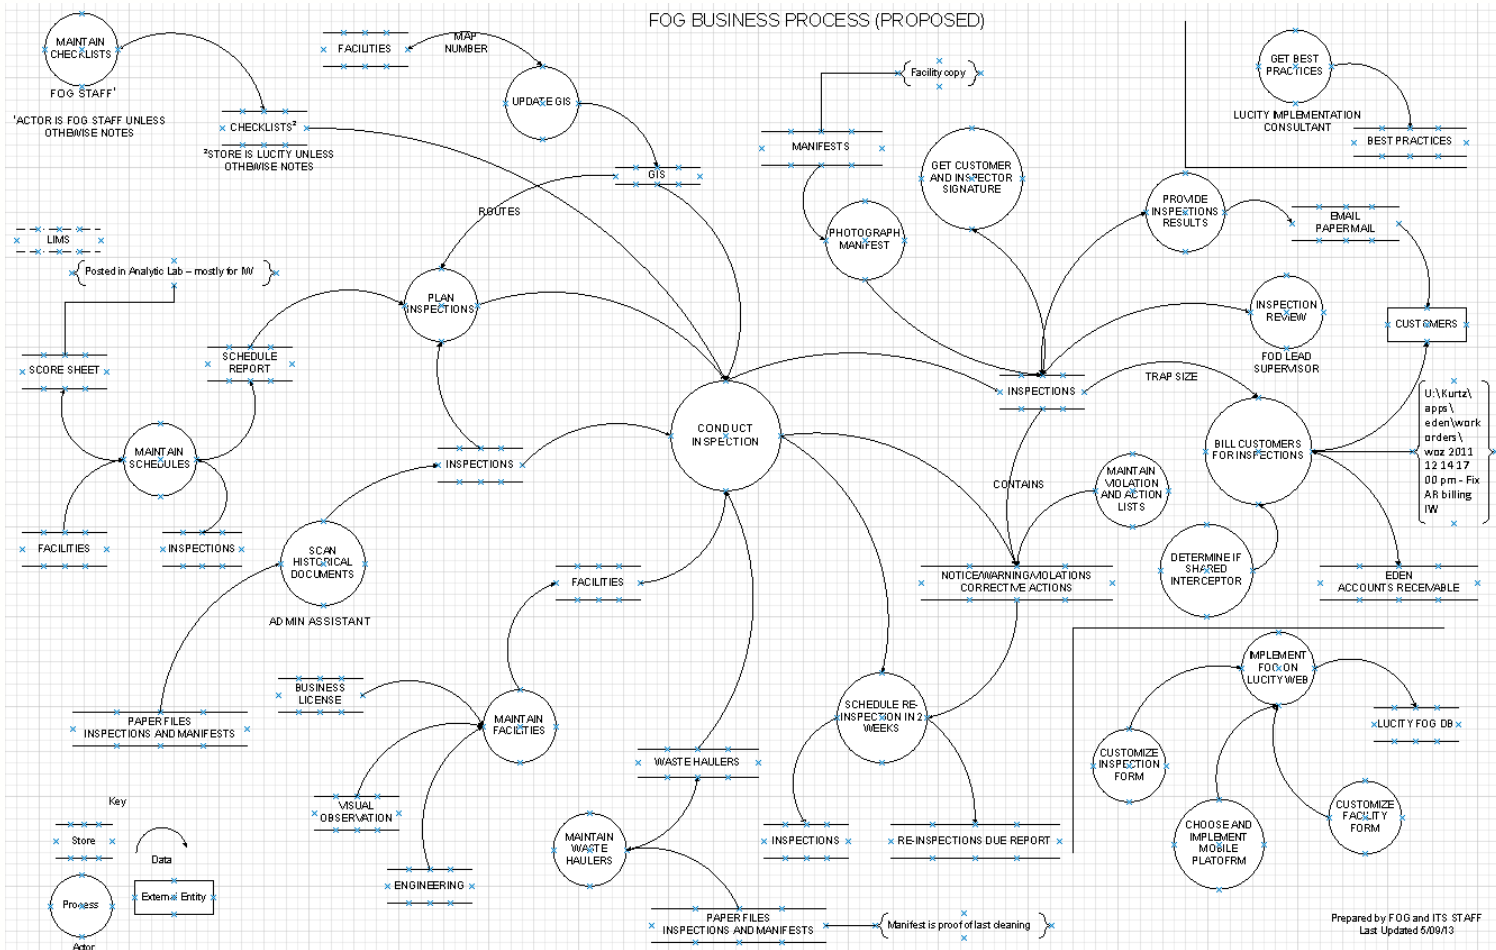 FOG BUSINESS PROCESS (PROPOSED)
MAINTAIN
CHECKLISTS
FOG STAFF'
'ACTOR IS FOG STAFF UNLESS
OTHBWISE NOTES
CHECKLISTS²
²STORE IS LUCITY UNLESS
OTHBWISE NOTES
FACILITIES
MAP
NUMBER
UPDATE GIS
GIS
ROUTES
Facility copy
MANIFESTS
PHOTOGRAPH
MANIFEST
GET CUSTOMER
AND INSPECTOR
SIGNATURE
GET BEST
PRACTICES
LUCITY IMPLEMENTATION
CONSULTANT
BEST PRACTICES
PROVIDE
INSPECTIONS
RESULTS
EMAIL
PAPERMAIL
LIMS
Posted in Analytic Lab – mostly for IW
PLAN
INSPECTIONS
INSPECTION
REVIEW
FOD LEAD
SUPERVISOR
CUSTOMERS
SCORE SHEET
SCHEDULE
REPORT
INSPECTIONS
TRAP SIZE
U:\Kurtz\
apps\
eden\work
orders\
woz 2011
12 14 17
00 pm - Fix
AR billing
IW
CONDUCT
INSPECTION
BILL CUSTOMERS
FOR INSPECTIONS
MAINTAIN
SCHEDULES
INSPECTIONS
CONTAINS
MAINTAIN
VIOLATION
AND ACTION
LISTS
FACILITIES
INSPECTIONS
SCAN
HISTORICAL
DOCUMENTS
ADMIN ASSISTANT
FACILITIES
NOTICE/WARNING/VIOLATIONS
CORRECTIVE ACTIONS
DETERMINE IF
SHARED
INTERCEPTOR
EDEN
ACCOUNTS RECEIVABLE
BUSINESS
LICENSE
PAPER FILES
INSPECTIONS AND MANIFESTS
MAINTAIN
FACILITIES
SCHEDULE RE-
INSPECTION IN 2
WEEKS
IMPLEMENT
FOG ON
LUCITY WEB
LUCITY FOG DB
CUSTOMIZE
INSPECTION
FORM
WASTE HAULERS
VISUAL
OBSERVATION
CUSTOMIZE
FACILITY
FORM
CHOOSE AND
IMPLEMENT
MOBILE
PLATOFRM
INSPECTIONS
RE-INSPECTIONS DUE REPORT
MAINTAIN
WASTE
HAULERS
ENGINEERING
PAPER FILES
INSPECTIONS AND MANIFESTS
Manifest is proof of last cleaning
Key
Store
Data
Process
External Entity
Actor
Prepared by FOG and ITS STAFF
Last Updated 5/09/13